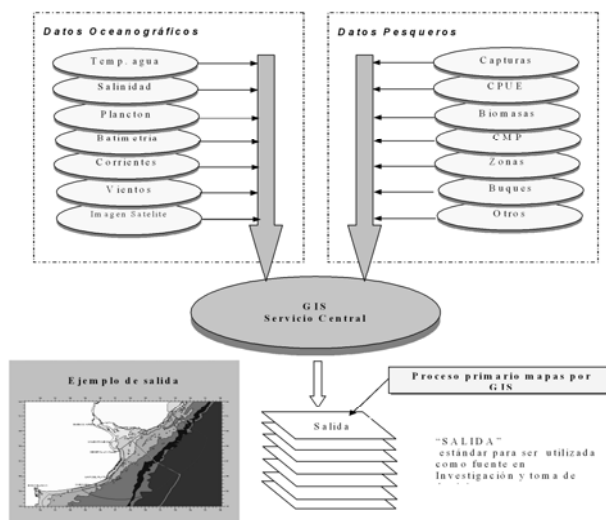 Datos Oceanográficos
Temp. agua
Salinidad
Plancton
Batimetría
Corrientes
Vientos
Imagen Satelite
Datos Pesqueros
Capturas
CPUE
Biomasas
CMP
Zonas
Buques
Otros
GIS
Servicio Central
Ejemplo de salida
Proceso primario mapas por
GIS
Salida
"SALIDA"
estándar para ser utilizada
como fuente en
Investigación y toma de